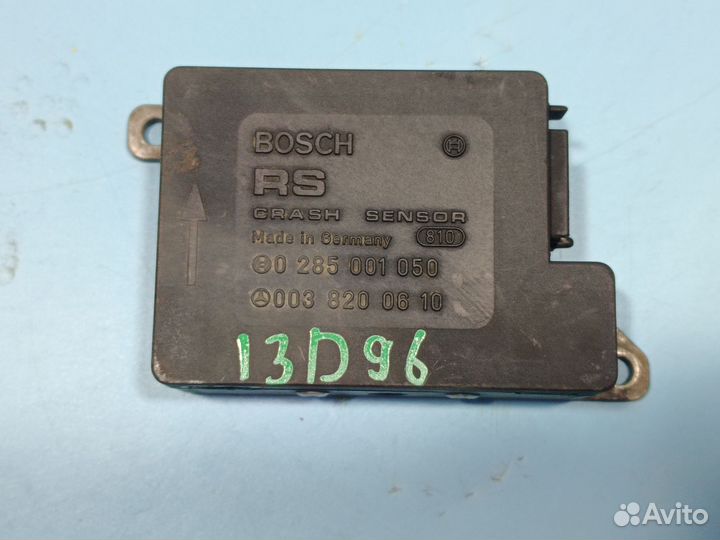 BOSCH
RS
CRASH SENSOR
Made in Germany 810
0 285 001 050
003 820 06 10
13D96
Avito